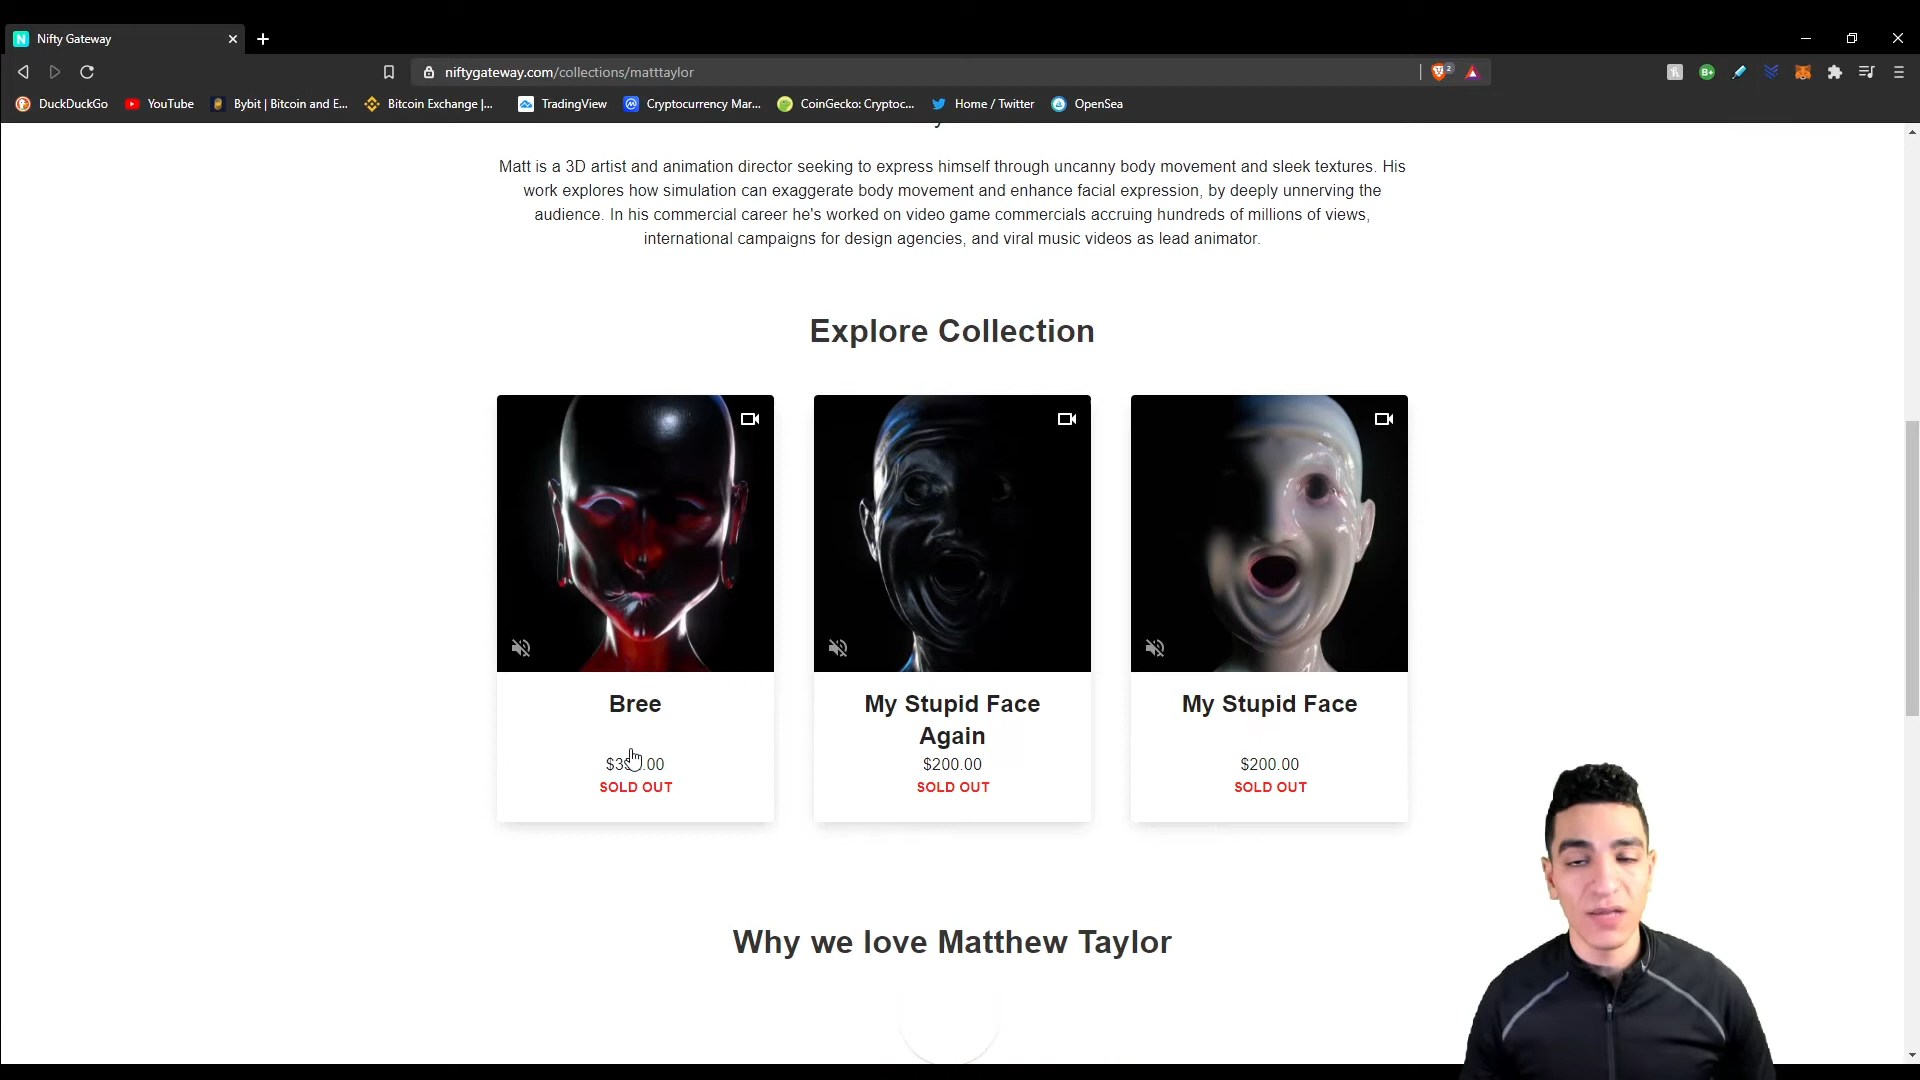 Nifty Gateway
niftygateway.com/collections/matttaylor
2
DuckDuckGo
YouTube
Bybit | Bitcoin and E...
Bitcoin Exchange |...
TradingView
Cryptocurrency Mar...
CoinGecko: Cryptoc...
Home / Twitter
OpenSea
Matt is a 3D artist and animation director seeking to express himself through uncanny body movement and sleek textures. His
work explores how simulation can exaggerate body movement and enhance facial expression, by deeply unnerving the
audience. In his commercial career he's worked on video game commercials accruing hundreds of millions of views,
international campaigns for design agencies, and viral music videos as lead animator.
Explore Collection
Bree
SOLD OUT
My Stupid Face
Again
$200.00
SOLD OUT
My Stupid Face
$200.00
SOLD OUT
Why we love Matthew Taylor